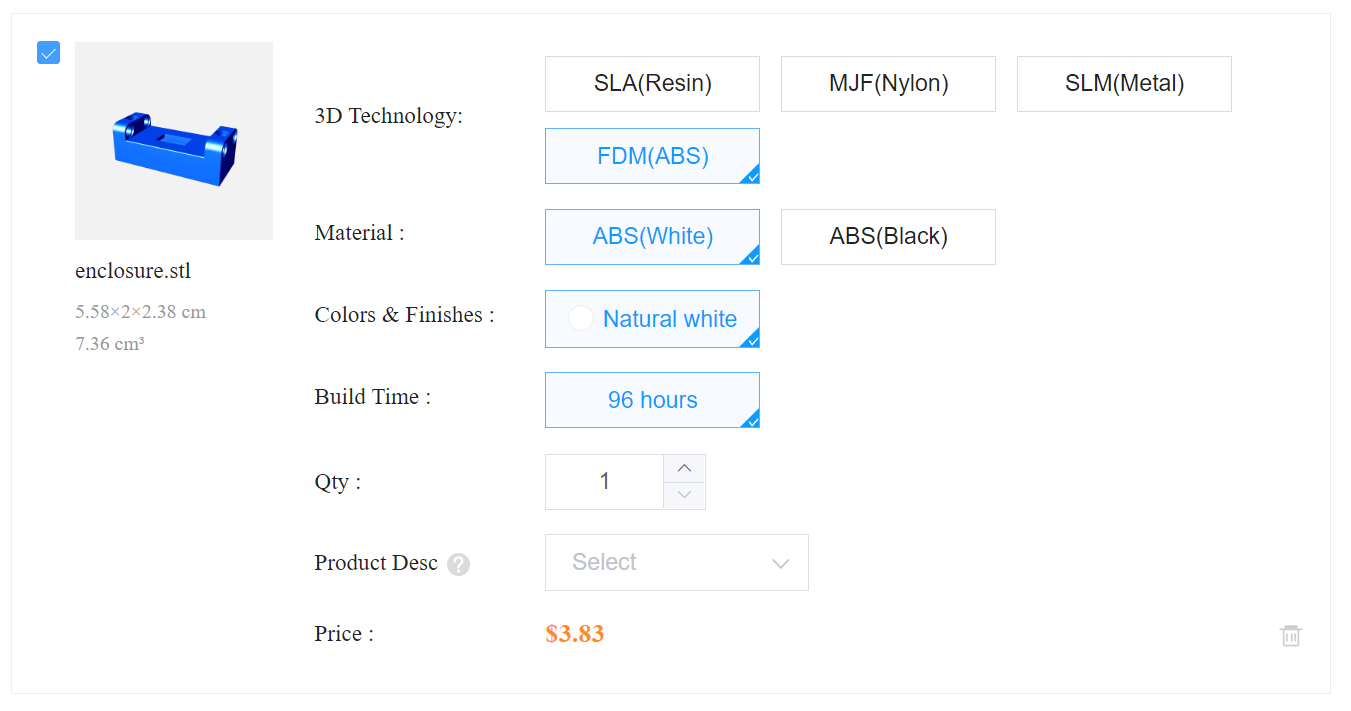 SLA(Resin) MJF(Nylon) SLM(Metal)
3D Technology:
FDM(ABS)
Material : ABS(White) ABS(Black)
enclosure.stl
5.58×2×2.38 cm
7.36 cm³
Colors & Finishes : Natural white
Build Time : 96 hours
Qty : 1
Product Desc ? Select
Price : $3.83